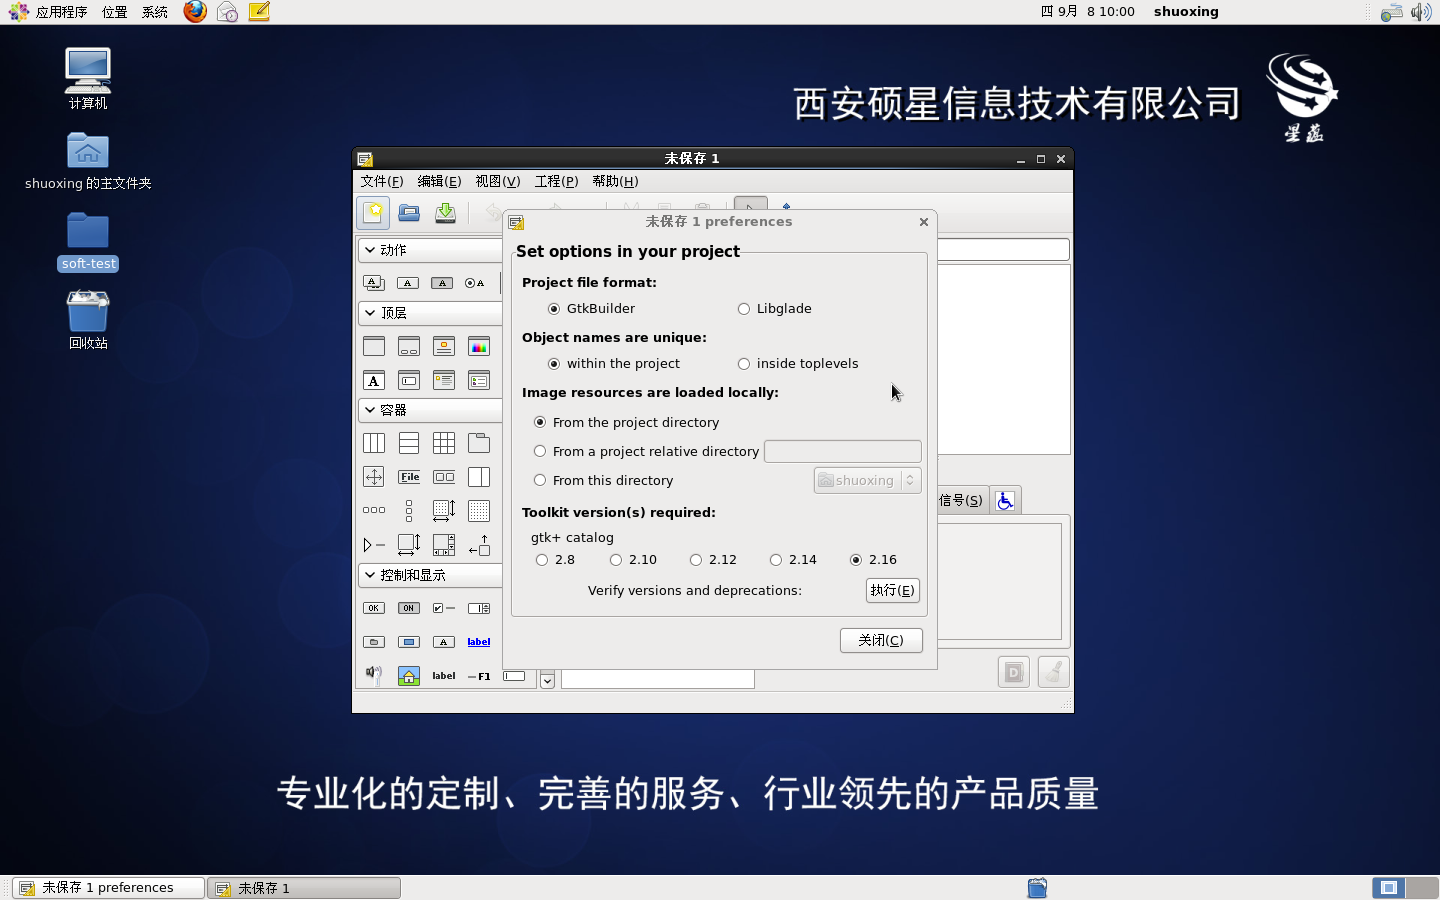 应用程序 位置 系统
四 9月 8 10:00 shuoxing
计算机
shuoxing 的主文件夹
soft-test
回收站
西安硕星信息技术有限公司
星蕴
未保存 1
文件(F) 编辑(E) 视图(V) 工程(P) 帮助(H)
未保存 1 preferences
动作
顶层
容器
File
控制和显示
OK ON
label
label F1
信号(S)
Set options in your project
Project file format:
GtkBuilder Libglade
Object names are unique:
within the project inside toplevels
Image resources are loaded locally:
From the project directory
From a project relative directory
From this directory shuoxing
Toolkit version(s) required:
gtk+ catalog
2.8 2.10 2.12 2.14 2.16
Verify versions and deprecations: 执行(E)
关闭(C)
专业化的定制、完善的服务、行业领先的产品质量
未保存 1 preferences 未保存 1